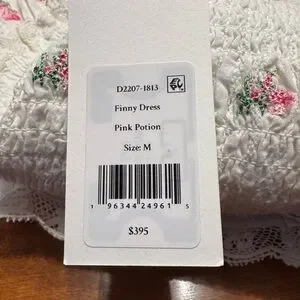 D2207-1813
Finny Dress
Pink Potion
Size: M
1 96344 24961 5
$395